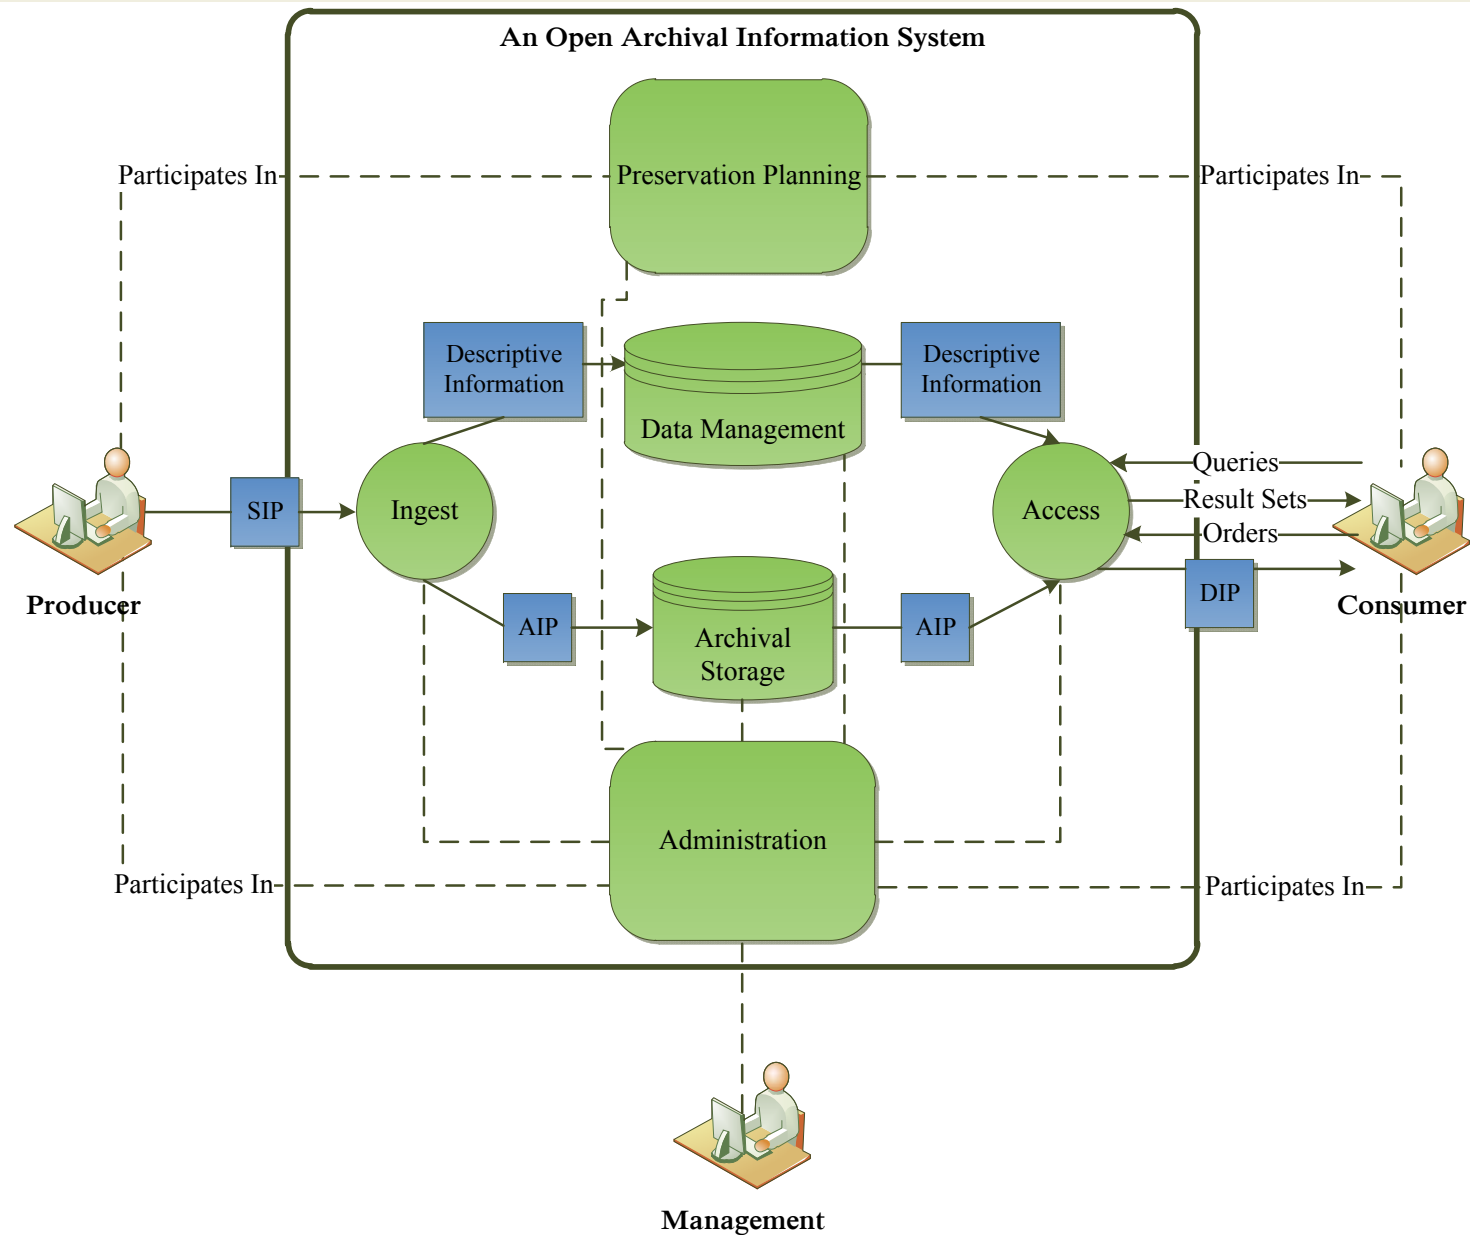 An Open Archival Information System
Preservation Planning
Participates In
Participates In
Descriptive
Information
Data Management
Descriptive
Information
SIP
Ingest
Access
Queries
Result Sets
Orders
DIP
Producer
Consumer
AIP
Archival
Storage
AIP
Administration
Participates In
Participates In
Management